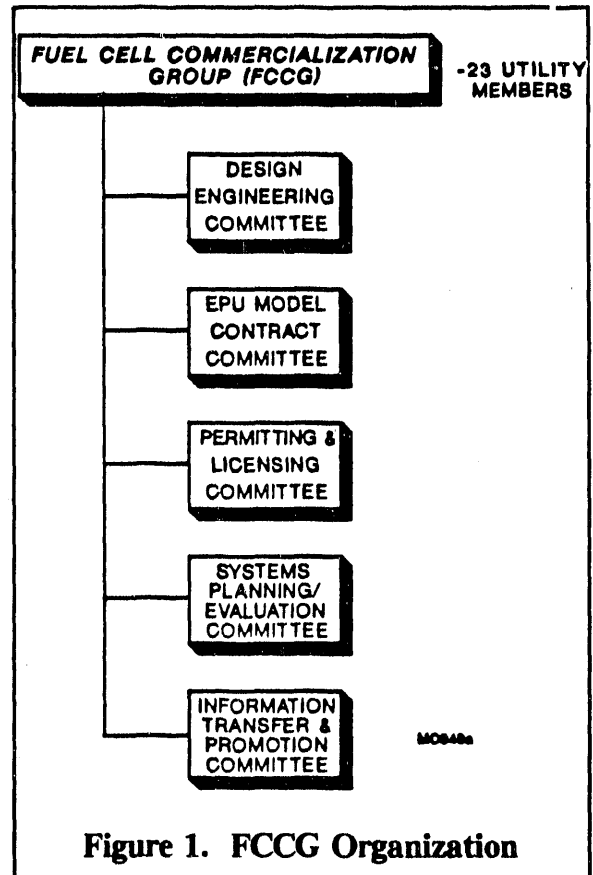 FUEL CELL COMMERCIALIZATION
GROUP (FCCG)
-23 UTILITY
MEMBERS
DESIGN
ENGINEERING
COMMITTEE
EPU MODEL
CONTRACT
COMMITTEE
PERMITTING &
LICENSING
COMMITTEE
SYSTEMS
PLANNING/
EVALUATION
COMMITTEE
INFORMATION
TRANSFER &
PROMOTION
COMMITTEE
Figure 1. FCCG Organization